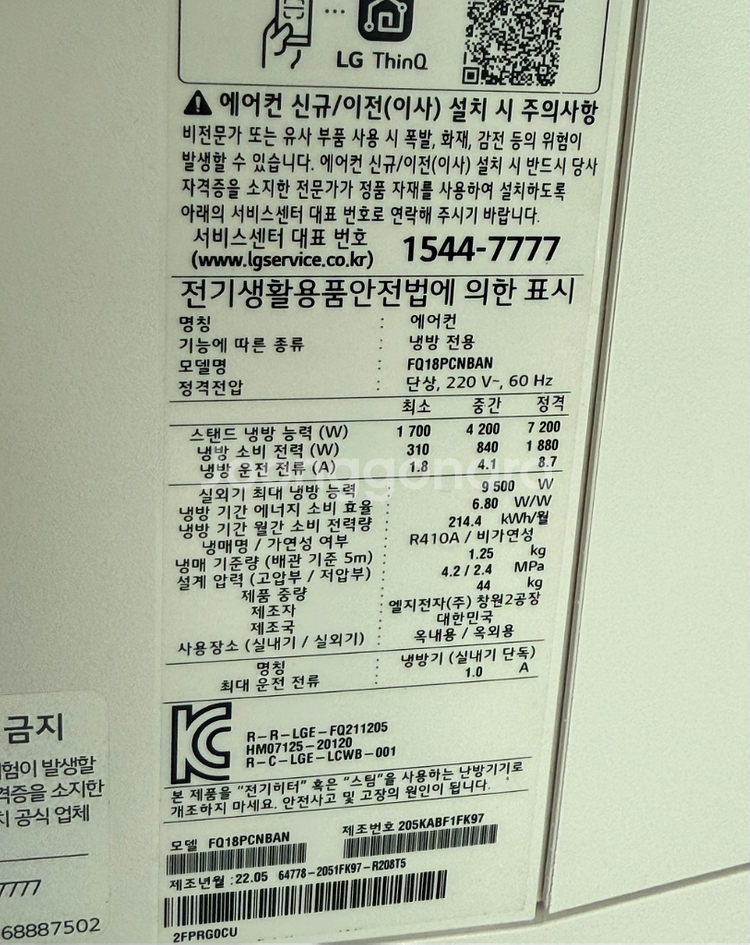 LG ThinQ
⚠ 에어컨 신규/이전(이사) 설치 시 주의사항
비전문가 또는 유사 부품 사용 시 폭발, 화재, 감전 등의 위험이
발생할 수 있습니다. 에어컨 신규/이전(이사) 설치 시 반드시 당사
자격증을 소지한 전문가가 정품 자재를 사용하여 설치하도록
아래의 서비스센터 대표 번호로 연락해 주시기 바랍니다.
서비스센터 대표 번호
(www.lgservice.co.kr) 1544-7777
전기생활용품안전법에 의한 표시
명칭 : 에어컨
기능에 따른 종류 : 냉방 전용
모델명 : FQ18PCNBAN
정격전압 : 단상, 220 V~, 60 Hz
최소 중간 정격
스탠드 냉방 능력 (W) 1 700 4 200 7 200
냉방 소비 전력 (W) 310 840 1 880
냉방 운전 전류 (A) 1.8 4.1 8.7
실외기 최대 냉방 능력 : 9 500 W
냉방 기간 에너지 소비 효율 : 6.80 W/W
냉방 기간 월간 소비 전력량 : 214.4 kWh/월
냉매명 / 가연성 여부 : R410A / 비가연성
냉매 기준량 (배관 기준 5m) : 1.25 kg
설계 압력 (고압부 / 저압부) : 4.2 / 2.4 MPa
제품 중량 : 44 kg
제조자 : 엘지전자(주) 창원2공장
제조국 : 대한민국
사용장소 (실내기 / 실외기) : 옥내용 / 옥외용
명칭 : 냉방기 (실내기 단독)
최대 운전 전류 : 1.0 A
R-R-LGE-FQ211205
HM07125-20120
R-C-LGE-LCWB-001
본 제품을 "전기히터" 혹은 "스팀"을 사용하는 난방기기로
개조하지 마세요. 안전사고 및 고장의 원인이 됩니다.
모델 FQ18PCNBAN 제조번호 205KABF1FK97
제조년월 : 22.05 64778-2051FK97-R208T5
2FPRG0CU
금지
험이 발생할
격증을 소지한
치 공식 업체
7777
68887502